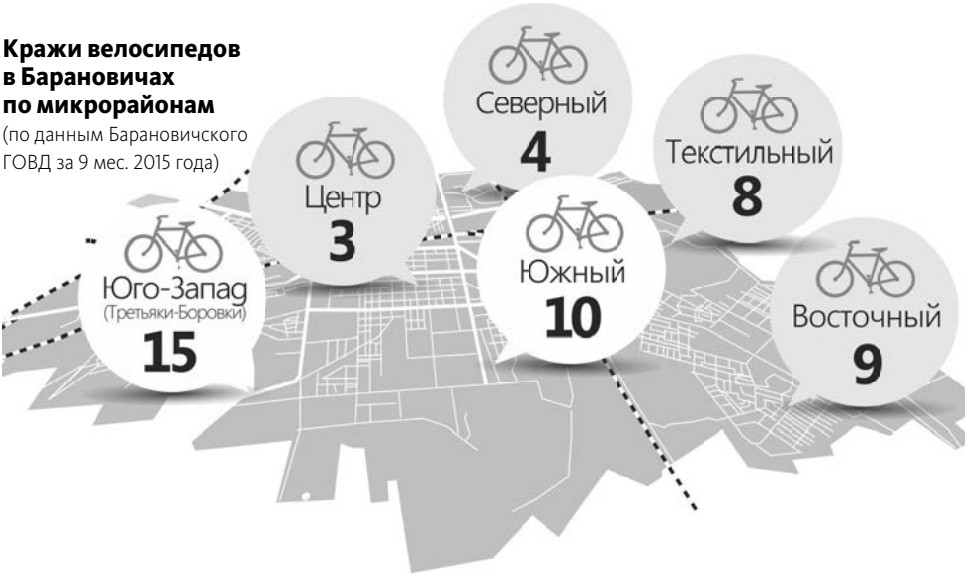 Кражи велосипедов
в Барановичах
по микрорайонам
(по данным Барановичского
ГОВД за 9 мес. 2015 года)
Северный
4
Текстильный
8
Центр
3
Южный
10
Юго-Запад
(Третьяки-Боровки)
15
Восточный
9